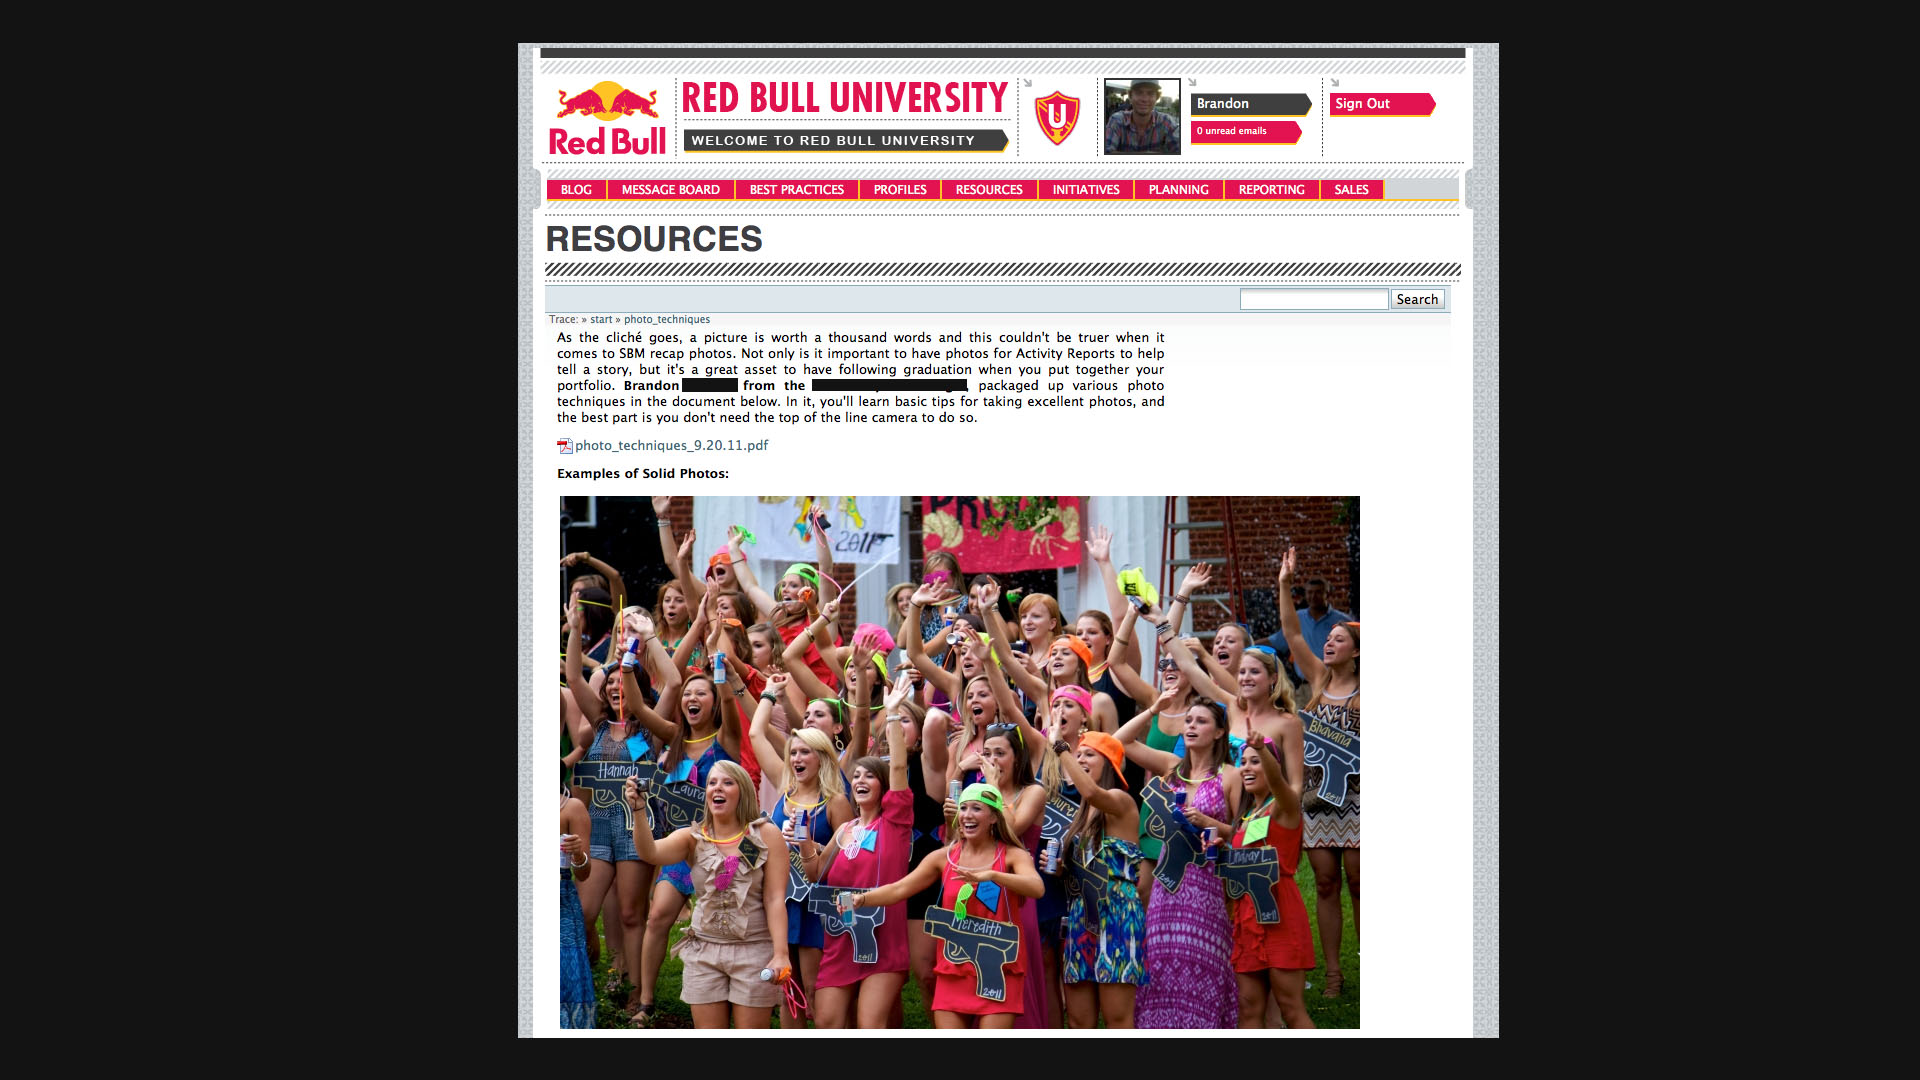 RED BULL UNIVERSITY
Red Bull
WELCOME TO RED BULL UNIVERSITY
U
Brandon
0 unread emails
Sign Out
BLOG MESSAGE BOARD BEST PRACTICES PROFILES RESOURCES INITIATIVES PLANNING REPORTING SALES
RESOURCES
Search
Trace: » start » photo_techniques
As the cliché goes, a picture is worth a thousand words and this couldn't be truer when it
comes to SBM recap photos. Not only is it important to have photos for Activity Reports to help
tell a story, but it's a great asset to have following graduation when you put together your
portfolio. Brandon from the , packaged up various photo
techniques in the document below. In it, you'll learn basic tips for taking excellent photos, and
the best part is you don't need the top of the line camera to do so.
photo_techniques_9.20.11.pdf
Examples of Solid Photos:
2011
Bhavana
Hannah
Laura
Lindsay L.
2011
2011
Meredith
2011
2011